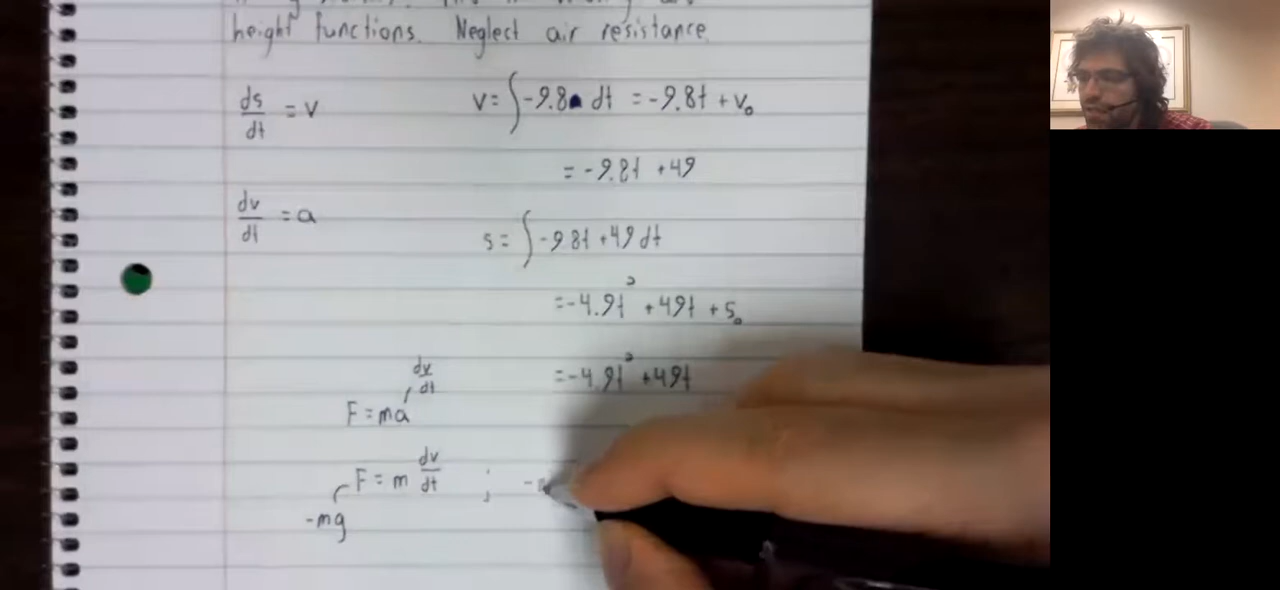 height functions. Neglect air resistance.
ds/dt = v
v = ∫ -9.8 dt = -9.8t + v₀
= -9.8t + 49
dv/dt = a
s = ∫ -9.8t + 49 dt
= -4.9t² + 49t + s₀
= -4.9t² + 49t
dv/dt
F = ma
F = m dv/dt ; -
-mg